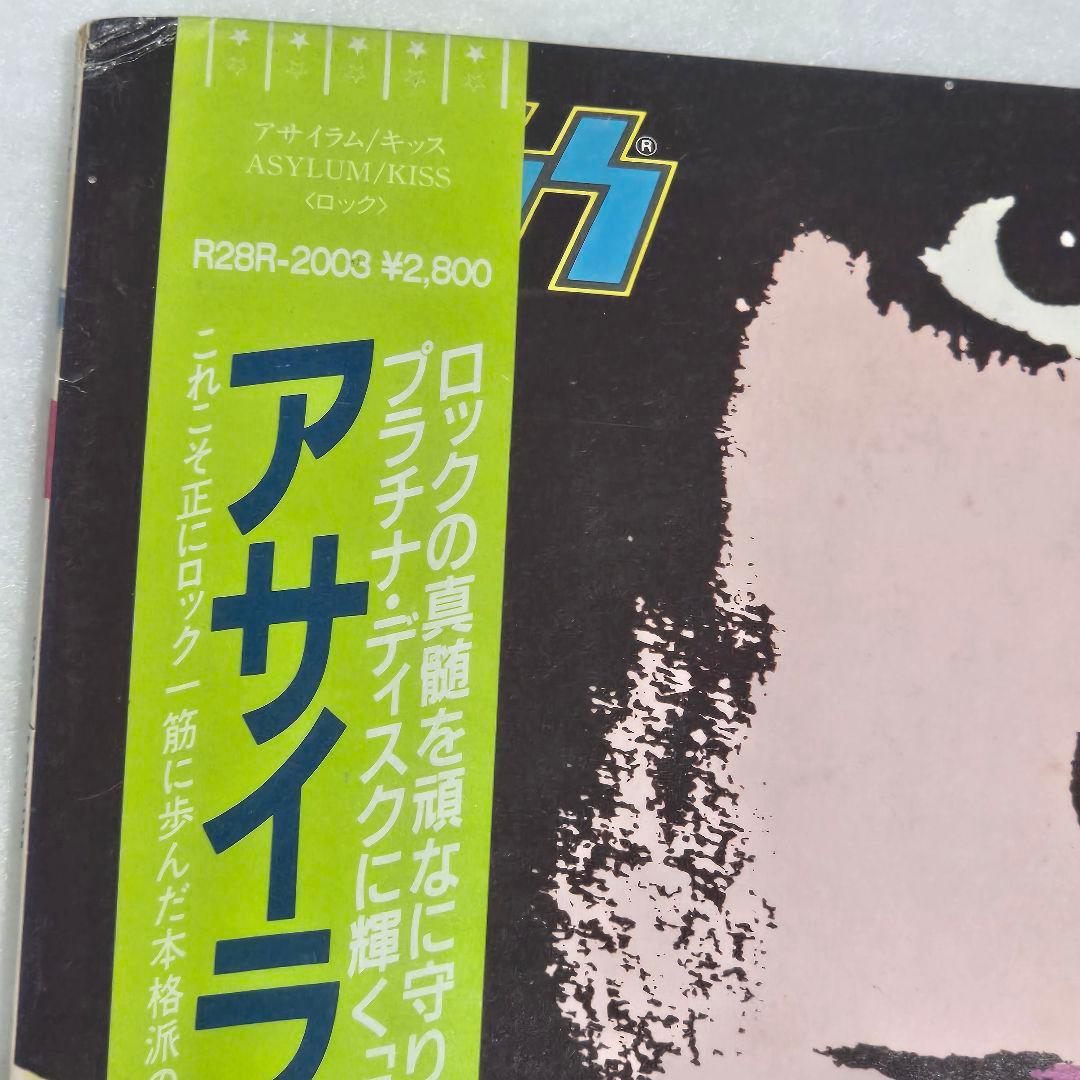 アサイラム/キッス
ASYLUM/KISS
〈ロック〉
R28R-2003 ¥2,800
ロックの真髄を頑なに守り
プラチナ・ディスクに輝く「
アサイラ
これこそ正にロック一筋に歩んだ本格派の
®